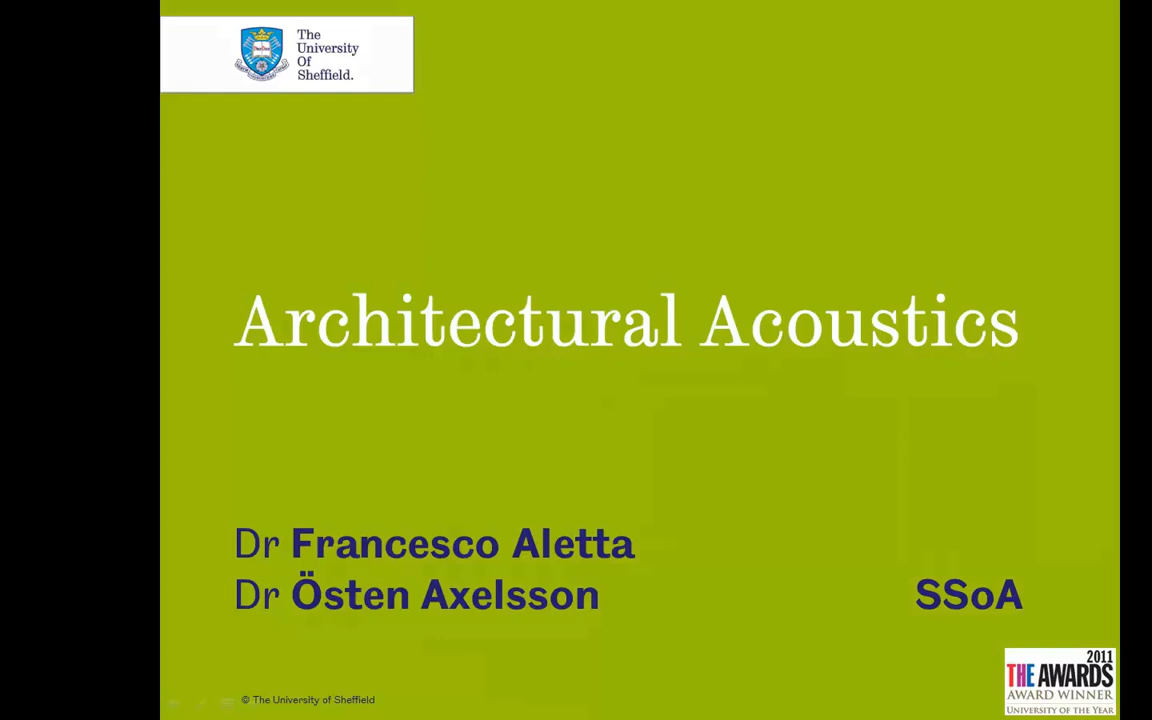 The
University
Of
Sheffield.
Architectural Acoustics
Dr Francesco Aletta
Dr Östen Axelsson SSoA
2011
THE AWARDS
AWARD WINNER
UNIVERSITY OF THE YEAR
© The University of Sheffield